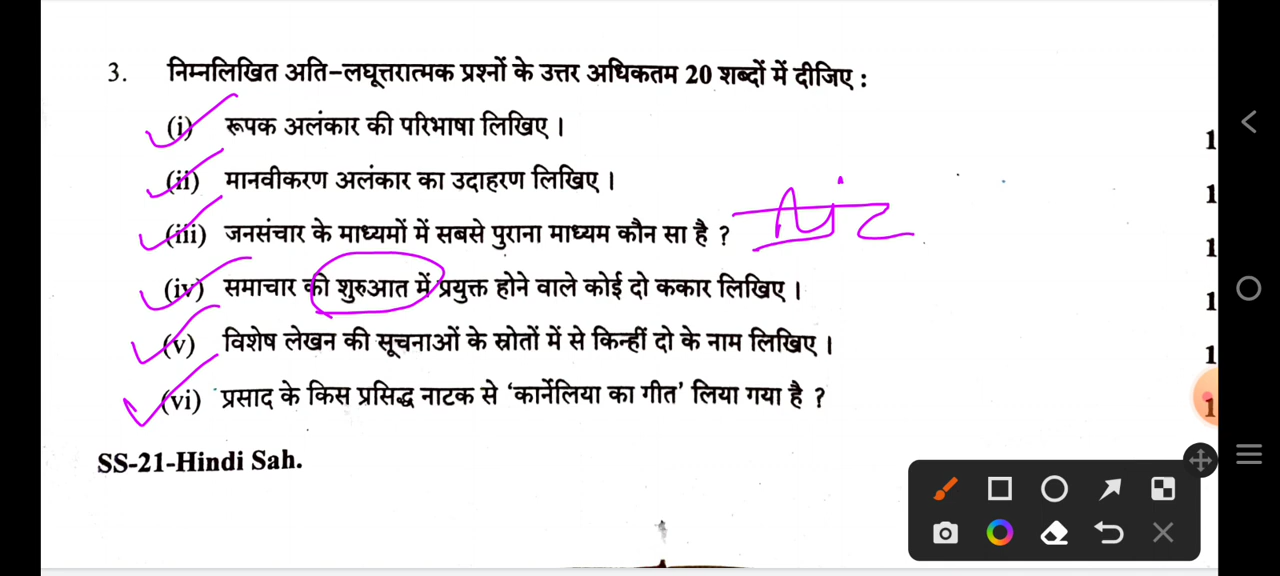 3. निम्नलिखित अति-लघूत्तरात्मक प्रश्नों के उत्तर अधिकतम 20 शब्दों में दीजिए :
(i) रूपक अलंकार की परिभाषा लिखिए । 1
(ii) मानवीकरण अलंकार का उदाहरण लिखिए । 1
(iii) जनसंचार के माध्यमों में सबसे पुराना माध्यम कौन सा है ? 1
(iv) समाचार की शुरुआत में प्रयुक्त होने वाले कोई दो ककार लिखिए । 1
(v) विशेष लेखन की सूचनाओं के स्रोतों में से किन्हीं दो के नाम लिखिए । 1
(vi) प्रसाद के किस प्रसिद्ध नाटक से ‘कार्नेलिया का गीत’ लिया गया है ? 1
SS-21-Hindi Sah.